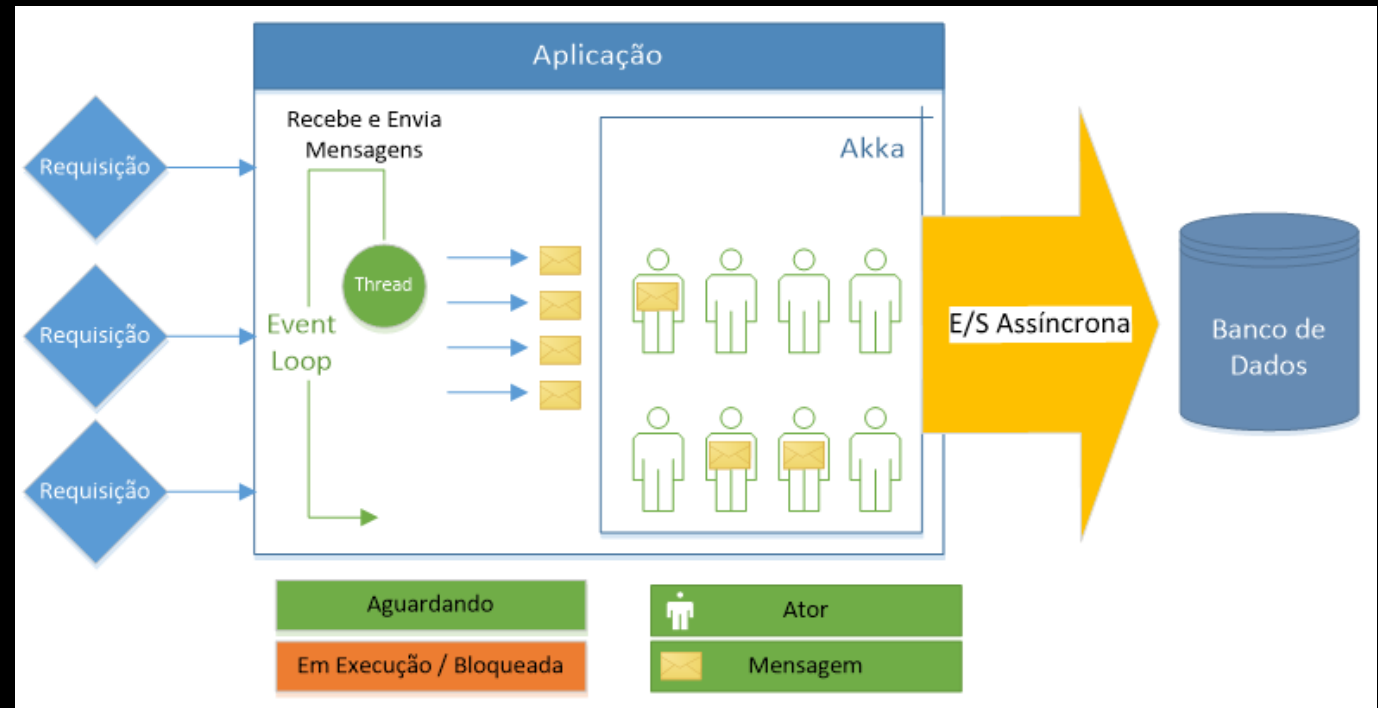 Aplicação
Recebe e Envia
Mensagens
Akka
Requisição
Thread
Event
Loop
Requisição
E/S Assíncrona
Banco de
Dados
Requisição
Aguardando
Ator
Em Execução / Bloqueada
Mensagem